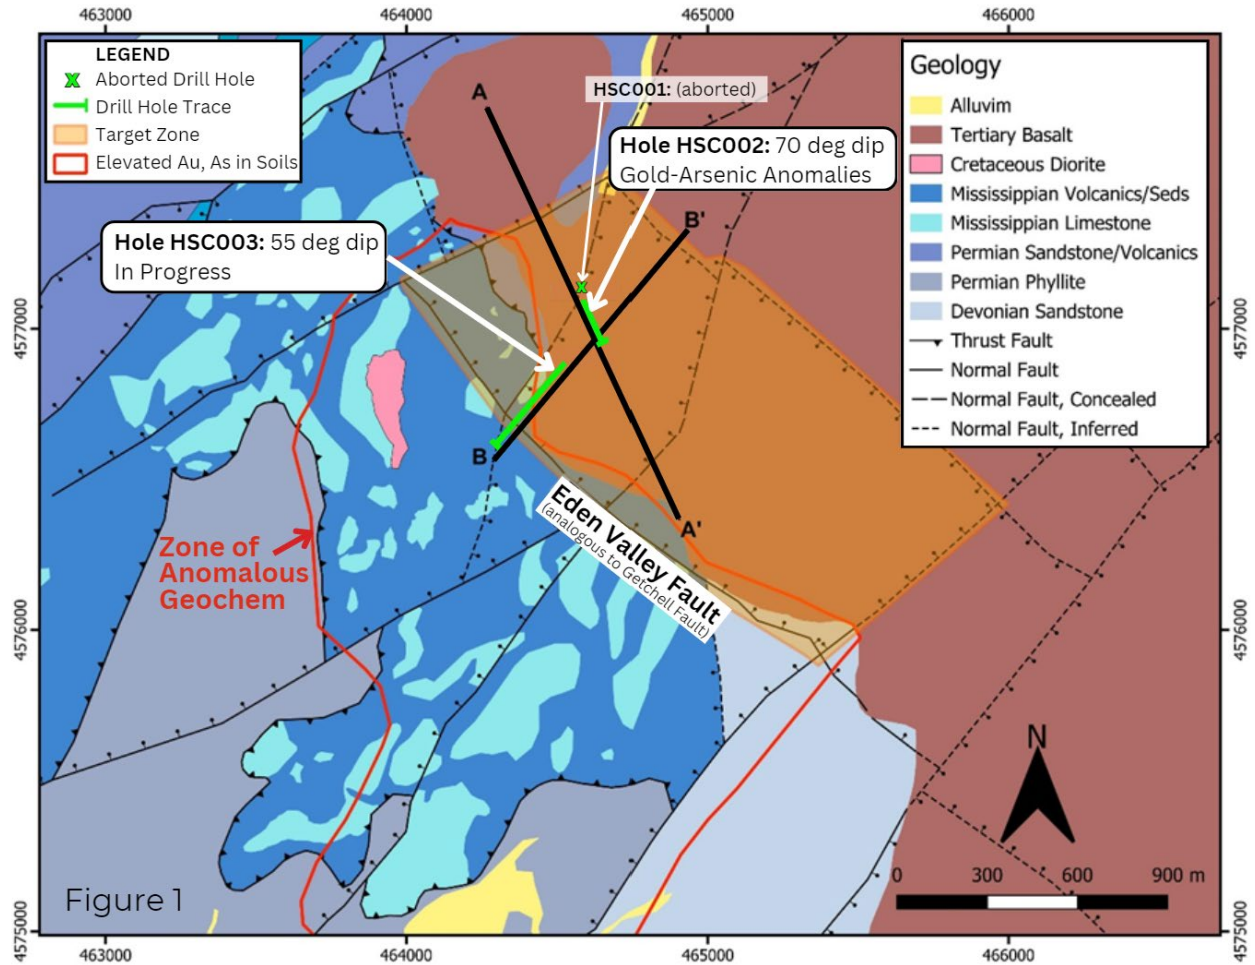 463000
464000
465000
466000
LEGEND
Aborted Drill Hole
Drill Hole Trace
Target Zone
Elevated Au, As in Soils
A
HSC001: (aborted)
Hole HSC002: 70 deg dip
Gold-Arsenic Anomalies
Geology
Alluvim
Tertiary Basalt
Cretaceous Diorite
Mississippian Volcanics/Seds
Mississippian Limestone
Permian Sandstone/Volcanics
Permian Phyllite
Devonian Sandstone
Thrust Fault
Normal Fault
Normal Fault, Concealed
Normal Fault, Inferred
Hole HSC003: 55 deg dip
In Progress
B'
4577000
4577000
B
A'
Eden Valley Fault
(analogous to Getchell Fault)
Zone of
Anomalous
Geochem
4576000
4576000
N
0 300 600 900 m
Figure 1
4575000
4575000
463000
464000
465000
466000